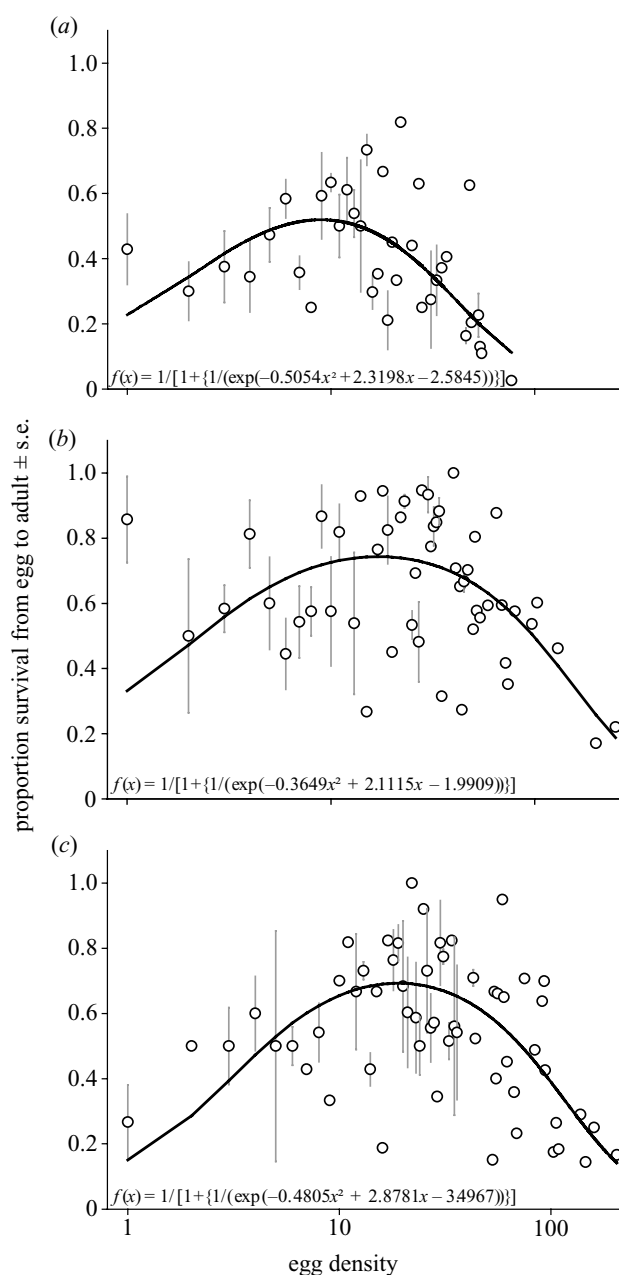 (a)
1.0
0.8
0.6
0.4
0.2
0
f(x) = 1/[1+{1/(exp(−0.5054x² + 2.3198x − 2.5845))}]
(b)
1.0
0.8
0.6
0.4
0.2
0
f(x) = 1/[1+{1/(exp(−0.3649x² + 2.1115x − 1.9909))}]
(c)
1.0
0.8
0.6
0.4
0.2
0
f(x) = 1/[1+{1/(exp(−0.4805x² + 2.8781x − 34967))}]
1 10 100
egg density
proportion survival from egg to adult ± s.e.